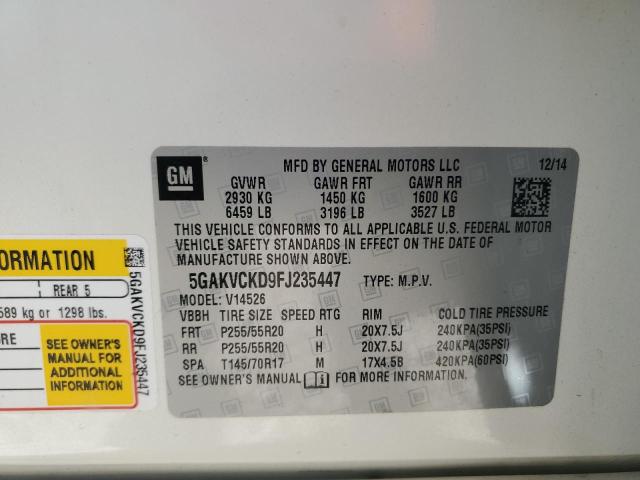 GM
MFD BY GENERAL MOTORS LLC 12/14
GVWR GAWR FRT GAWR RR
2930 KG 1450 KG 1600 KG
6459 LB 3196 LB 3527 LB
THIS VEHICLE CONFORMS TO ALL APPLICABLE U.S. FEDERAL MOTOR
VEHICLE SAFETY STANDARDS IN EFFECT ON THE DATE OF
MANUFACTURE SHOWN ABOVE.
5GAKVCKD9FJ235447 TYPE: M.P.V.
MODEL: V14526
VBBH TIRE SIZE SPEED RTG RIM COLD TIRE PRESSURE
FRT P255/55R20 H 20X7.5J 240KPA(35PSI)
RR P255/55R20 H 20X7.5J 240KPA(35PSI)
SPA T145/70R17 M 17X4.5B 420KPA(60PSI)
SEE OWNER'S MANUAL FOR MORE INFORMATION.
ORMATION
REAR 5
589 kg or 1298 lbs.
RE
SEE OWNER'S
MANUAL FOR
ADDITIONAL
INFORMATION
5GAKVCKD9FJ235447